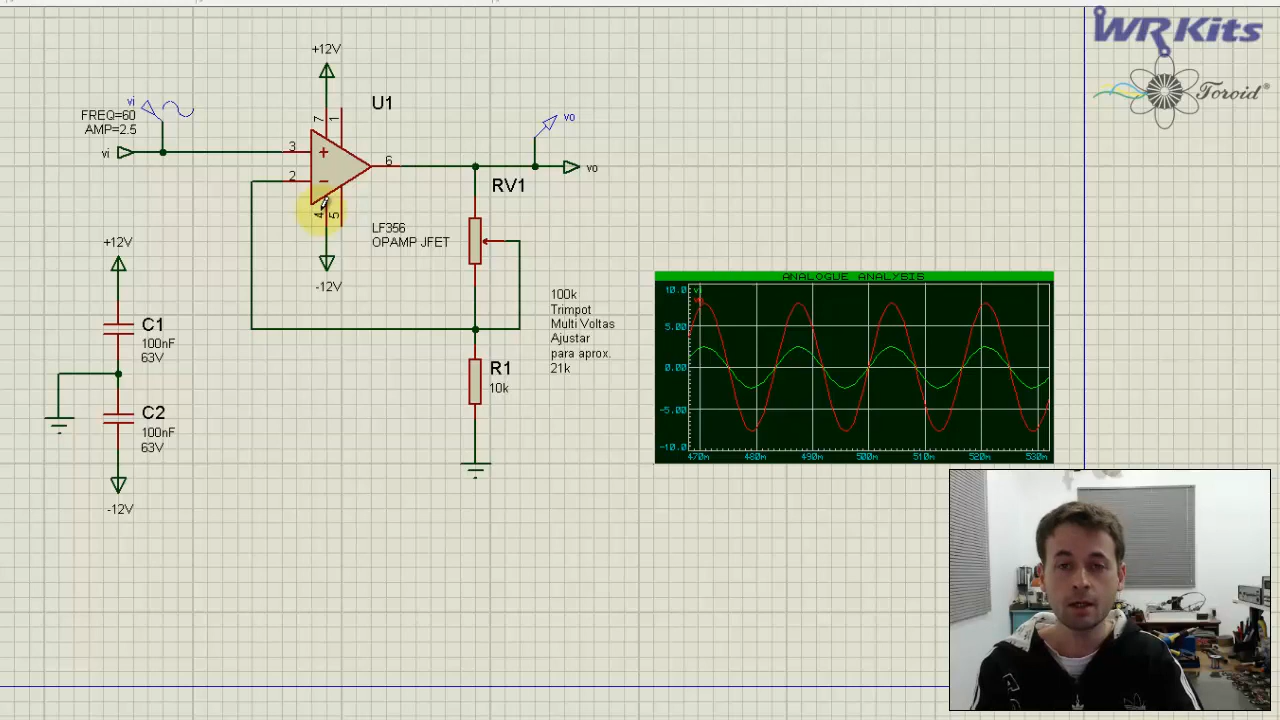 WR Kits
Toroid®
+12V
U1
vi
FREQ=60
AMP=2.5
vi
3
2
7
1
+
−
4
5
6
vo
vo
RV1
LF356
OPAMP JFET
-12V
+12V
C1
100nF
63V
C2
100nF
63V
-12V
100k
Trimpot
Multi Voltas
Ajustar
para aprox.
21k
R1
10k
ANALOGUE ANALYSIS
10.0
5.00
0.00
-5.00
-10.0
470m 480m 490m 500m 510m 520m 530m